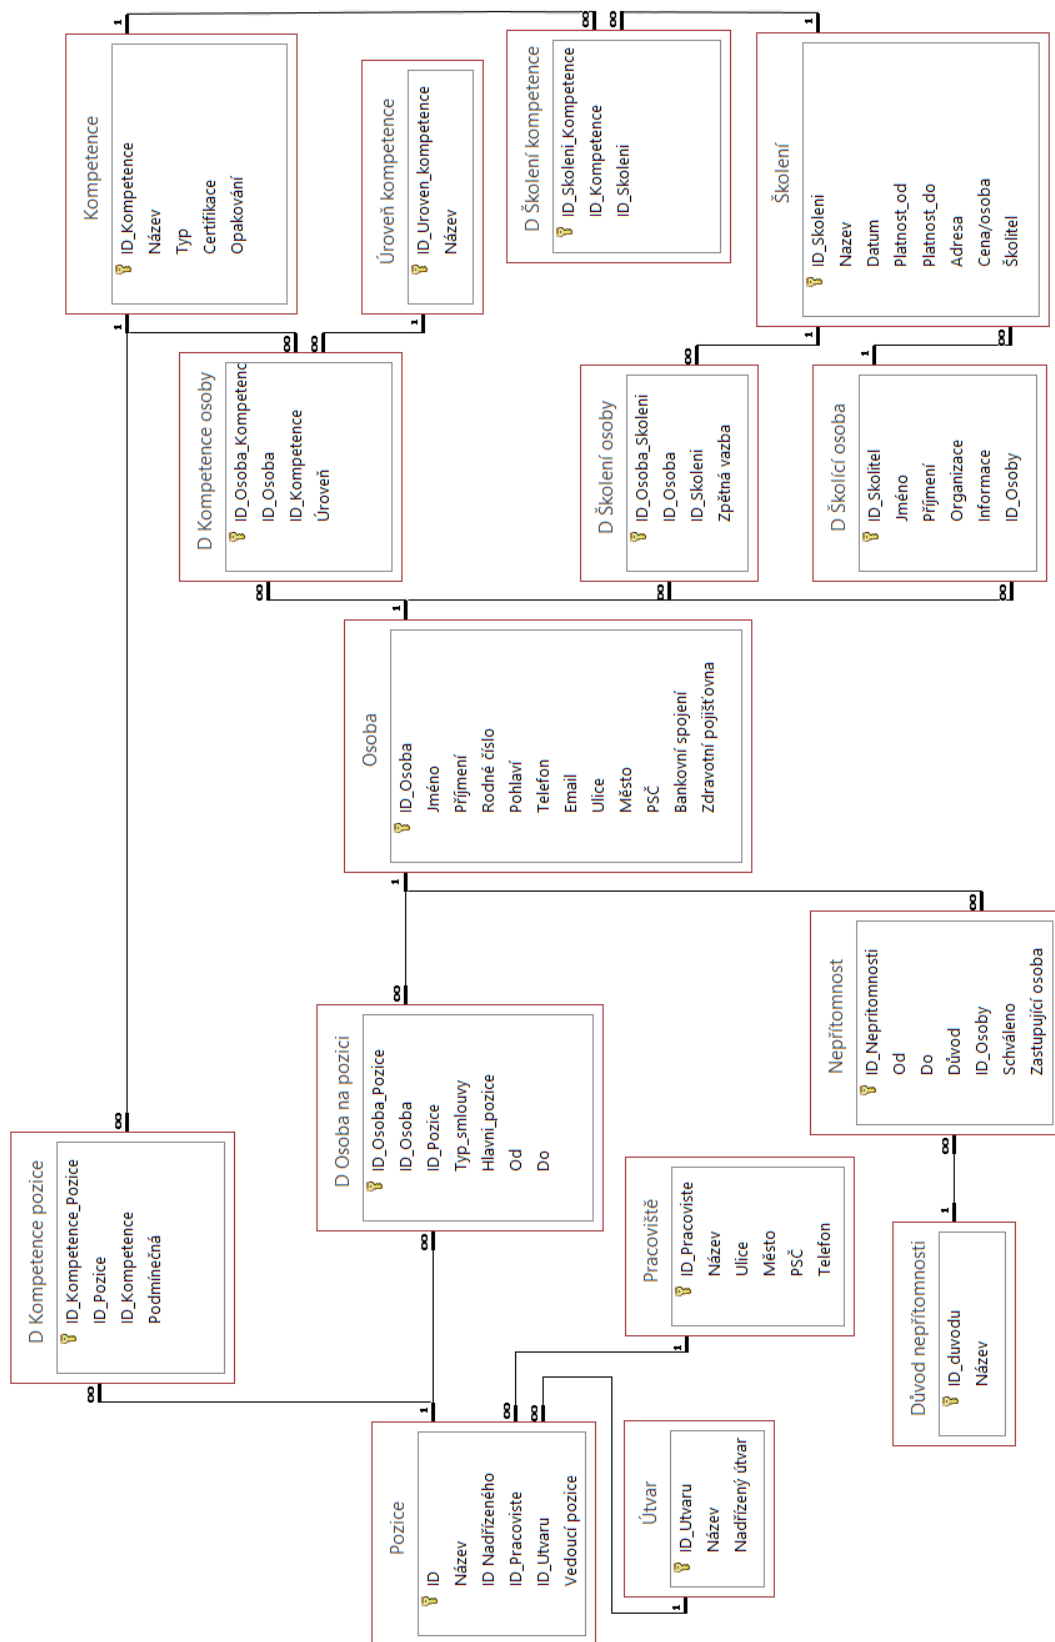 Pozice
ID
Název
ID Nadřízeného
ID_Pracoviste
ID_Utvaru
Vedoucí pozice
Útvar
ID_Utvaru
Název
Nadřízený útvar
D Kompetence pozice
ID_Kompetence_Pozice
ID_Pozice
ID_Kompetence
Podmínečná
D Osoba na pozici
ID_Osoba_Pozice
ID_Osoba
ID_Pozice
Typ_smlouvy
Hlavni_pozice
Od
Do
Pracoviště
ID_Pracoviste
Název
Ulice
Město
PSČ
Telefon
Důvod nepřítomnosti
ID_duvodu
Název
Nepřítomnost
ID_Nepritomnosti
Od
Do
Důvod
ID_Osoby
Schváleno
Zastupující osoba
Osoba
ID_Osoba
Jméno
Příjmení
Rodné číslo
Pohlaví
Telefon
Email
Ulice
Město
PSČ
Bankovní spojení
Zdravotní pojišťovna
D Kompetence osoby
ID_Osoba_Kompetenc
ID_Osoba
ID_Kompetence
Úroveň
D Školení osoby
ID_Osoba_Skoleni
ID_Osoba
ID_Skoleni
Zpětná vazba
D Školící osoba
ID_Skolitel
Jméno
Příjmení
Organizace
Informace
ID_Osoby
Kompetence
ID_Kompetence
Název
Typ
Certifikace
Opakování
Úroveň kompetence
ID_Uroven_kompetence
Název
D Školení kompetence
ID_Skoleni_Kompetence
ID_Kompetence
ID_Skoleni
Školení
ID_Skoleni
Nazev
Datum
Platnost_od
Platnost_do
Adresa
Cena/osoba
Školitel